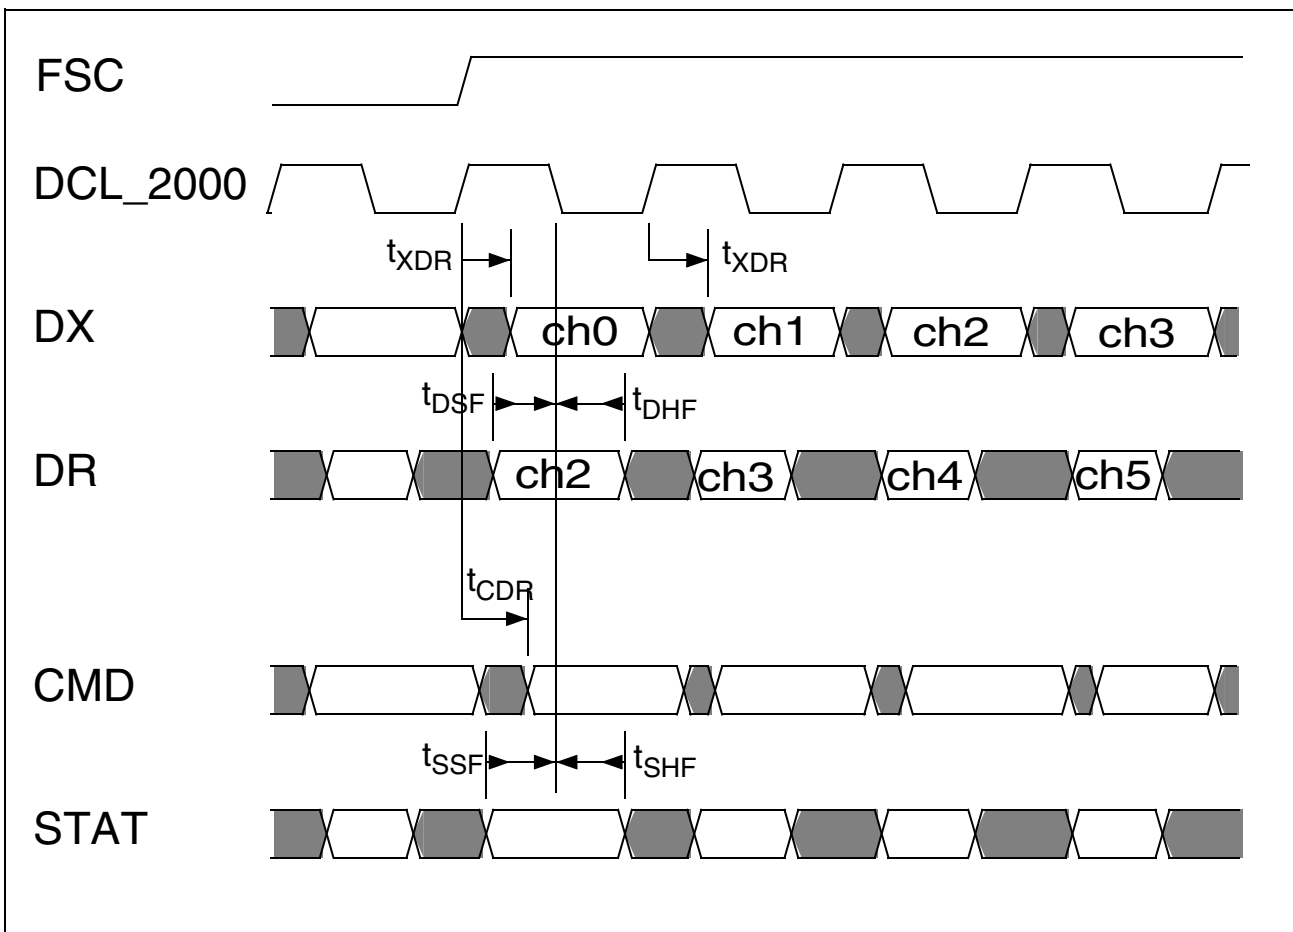 FSC
DCL_2000
tXDR tXDR
DX ch0 ch1 ch2 ch3
tDSF tDHF
DR ch2 ch3 ch4 ch5
tCDR
CMD
tSSF tSHF
STAT